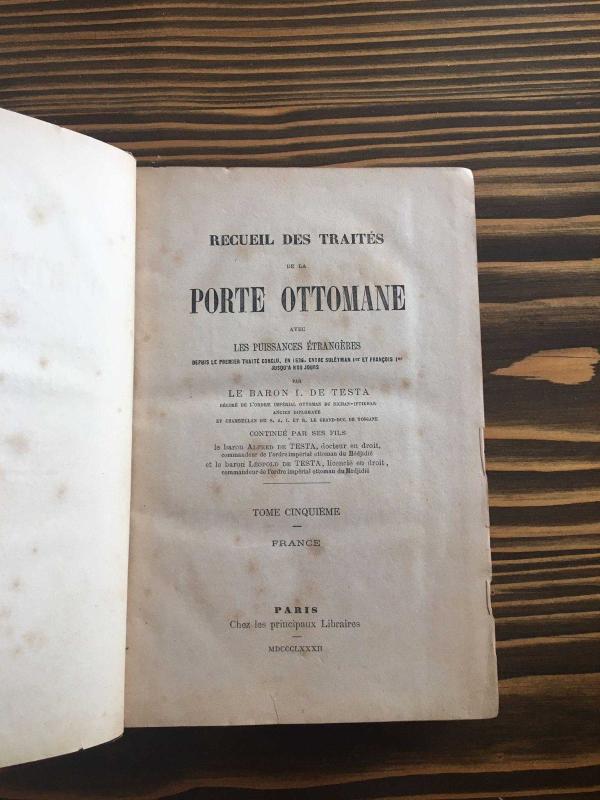 RECUEIL DES TRAITÉS
DE LA
PORTE OTTOMANE
AVEC
LES PUISSANCES ÉTRANGÈRES
DEPUIS LE PREMIER TRAITÉ CONCLU, EN 1536, ENTRE SULÉYMAN Ier ET FRANÇOIS Ier
JUSQU'A NOS JOURS
PAR
LE BARON I. DE TESTA
DÉCORÉ DE L'ORDRE IMPÉRIAL OTTOMAN DU NICHAN-IFTIHAR
ANCIEN DIPLOMATE
ET CHAMBELLAN DE S. A. I. ET R. LE GRAND-DUC DE TOSCANE
CONTINUÉ PAR SES FILS
le baron ALFRED DE TESTA, docteur en droit,
commandeur de l'ordre impérial ottoman du Médjidié
et le baron LÉOPOLD DE TESTA, licencié en droit,
commandeur de l'ordre impérial ottoman du Medjidié
TOME CINQUIÈME
FRANCE
PARIS
Chez les principaux Libraires
MDCCCLXXXII